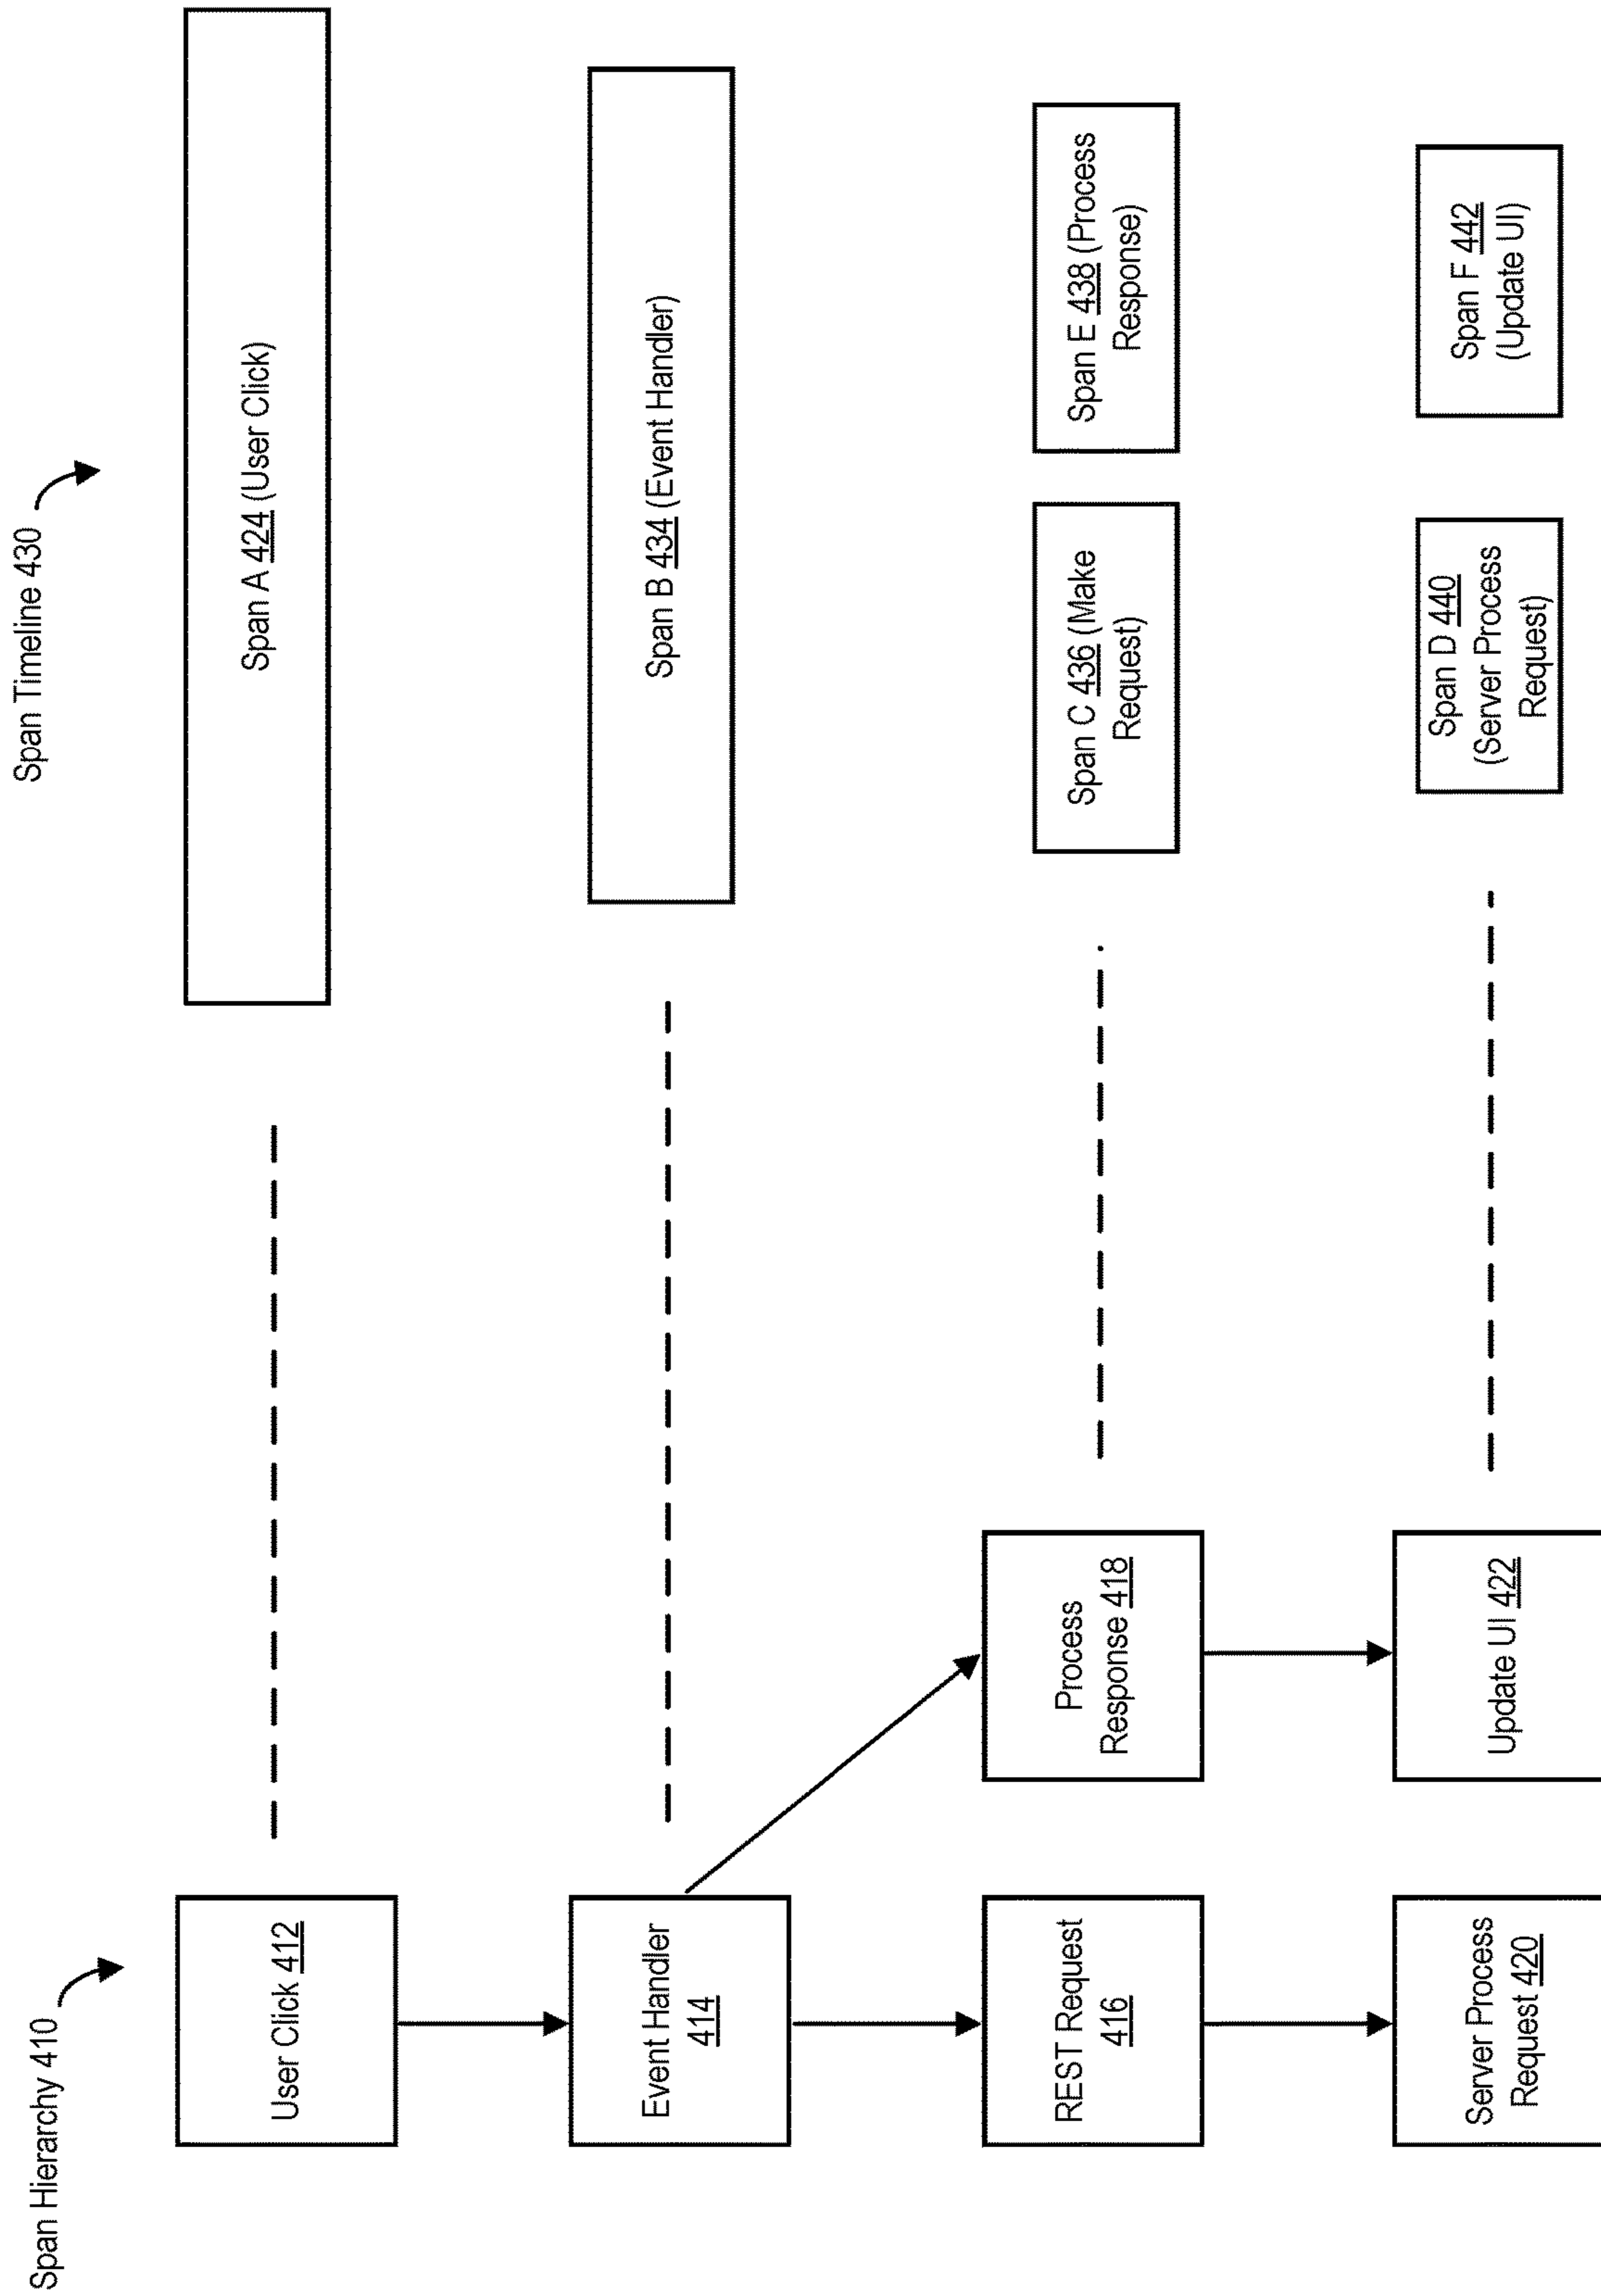 Span Hierarchy 410
Span Timeline 430
User Click 412
Span A 424 (User Click)
Event Handler
414
Span B 434 (Event Handler)
REST Request
416
Process
Response 418
Span C 436 (Make
Request)
Span E 438 (Process
Response)
Server Process
Request 420
Update UI 422
Span D 440
(Server Process
Request)
Span F 442
(Update UI)